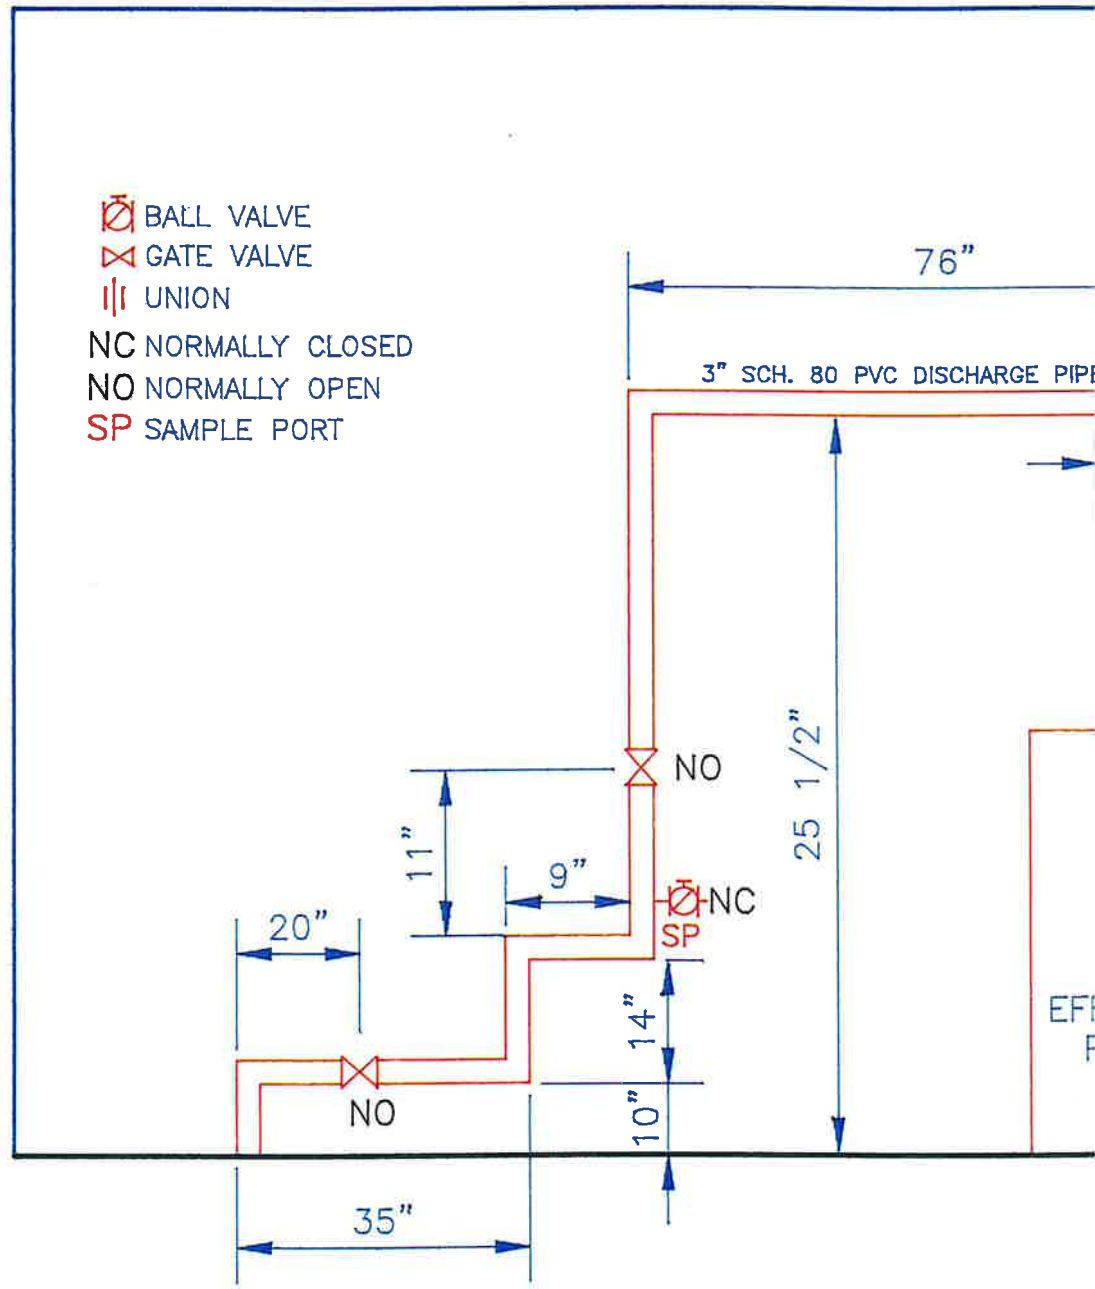 BALL VALVE
GATE VALVE
UNION
NC NORMALLY CLOSED
NO NORMALLY OPEN
SP SAMPLE PORT
76"
3" SCH. 80 PVC DISCHARGE PIPE
25 1/2"
NO
11"
9"
NC
SP
20"
14"
NO
10"
35"